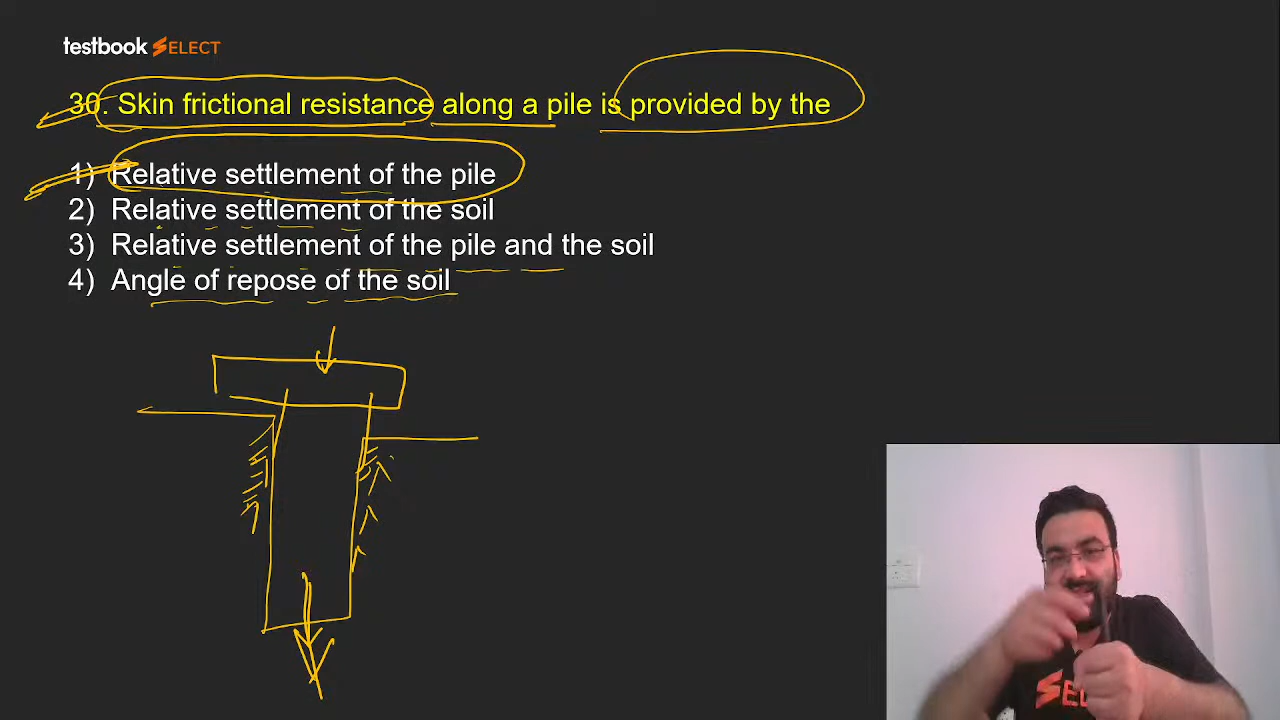 testbook SELECT
30. Skin frictional resistance along a pile is provided by the
1) Relative settlement of the pile
2) Relative settlement of the soil
3) Relative settlement of the pile and the soil
4) Angle of repose of the soil